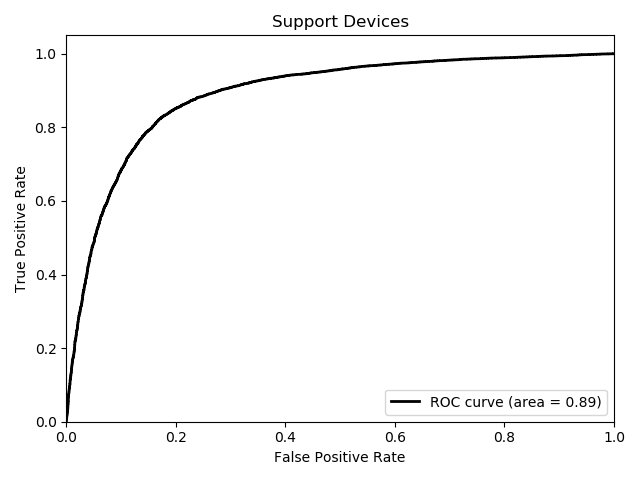 Support Devices
1.0
0.8
0.6
0.4
0.2
0.0
True Positive Rate
ROC curve (area = 0.89)
0.0 0.2 0.4 0.6 0.8 1.0
False Positive Rate